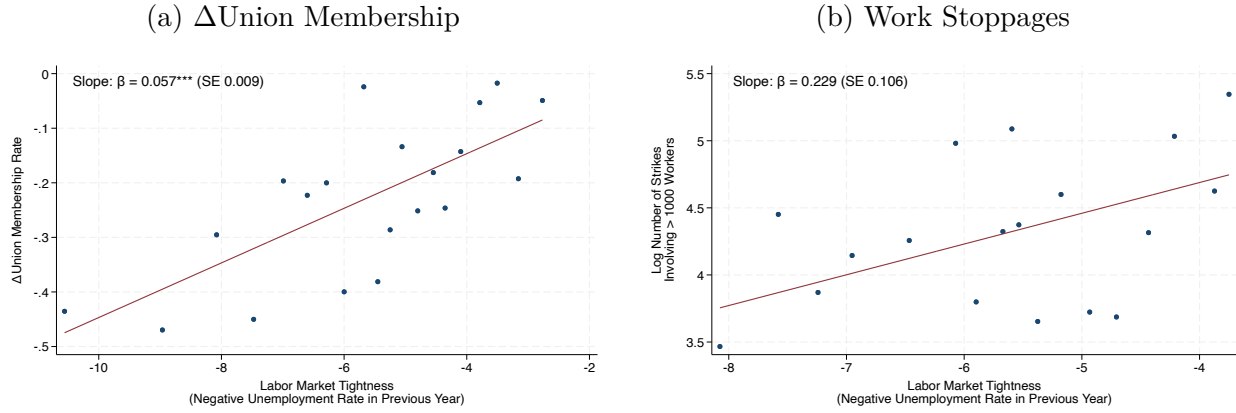 (a) ΔUnion Membership
Slope: β = 0.057*** (SE 0.009)
ΔUnion Membership Rate
0
-.1
-.2
-.3
-.4
-.5
-10
-8
-6
-4
-2
Labor Market Tightness
(Negative Unemployment Rate in Previous Year)
(b) Work Stoppages
Slope: β = 0.229 (SE 0.106)
Log Number of Strikes
Involving > 1000 Workers
5.5
5
4.5
4
3.5
-8
-7
-6
-5
-4
Labor Market Tightness
(Negative Unemployment Rate in Previous Year)